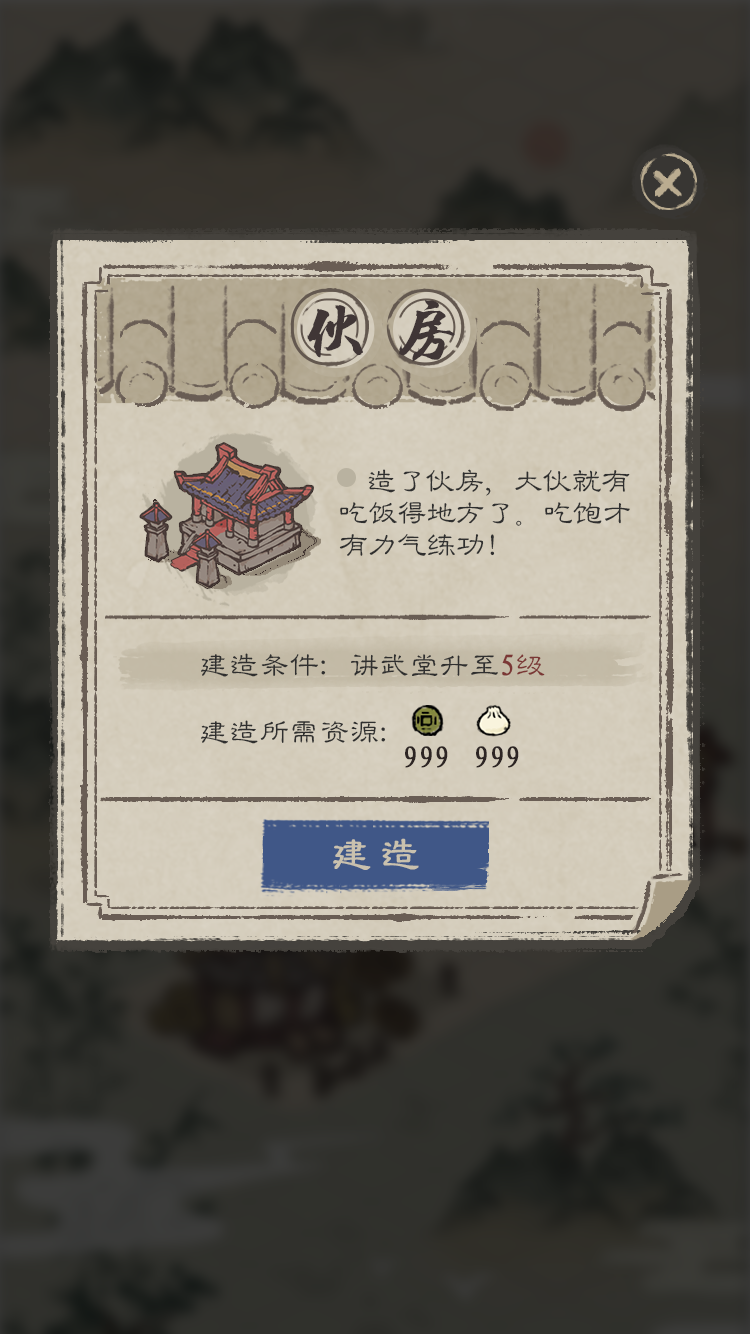 伙房
造了伙房，大伙就有
吃饭得地方了。吃饱才
有力气练功！
建造条件：讲武堂升至5级
建造所需资源：
999 999
建造